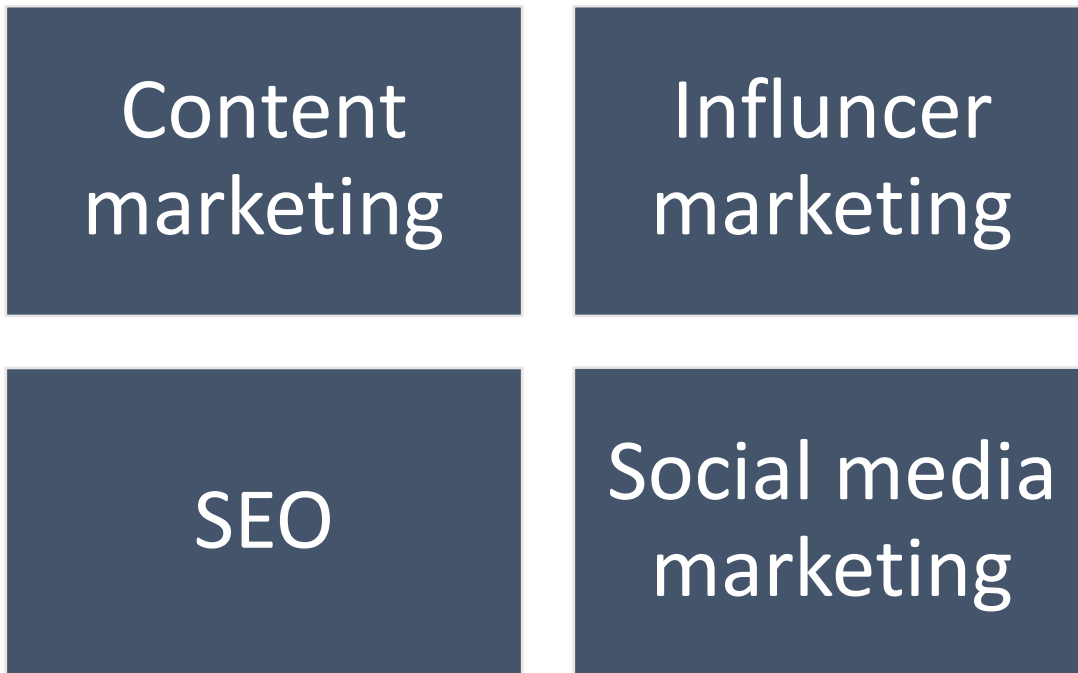 Content
marketing
Influncer
marketing
SEO
Social media
marketing